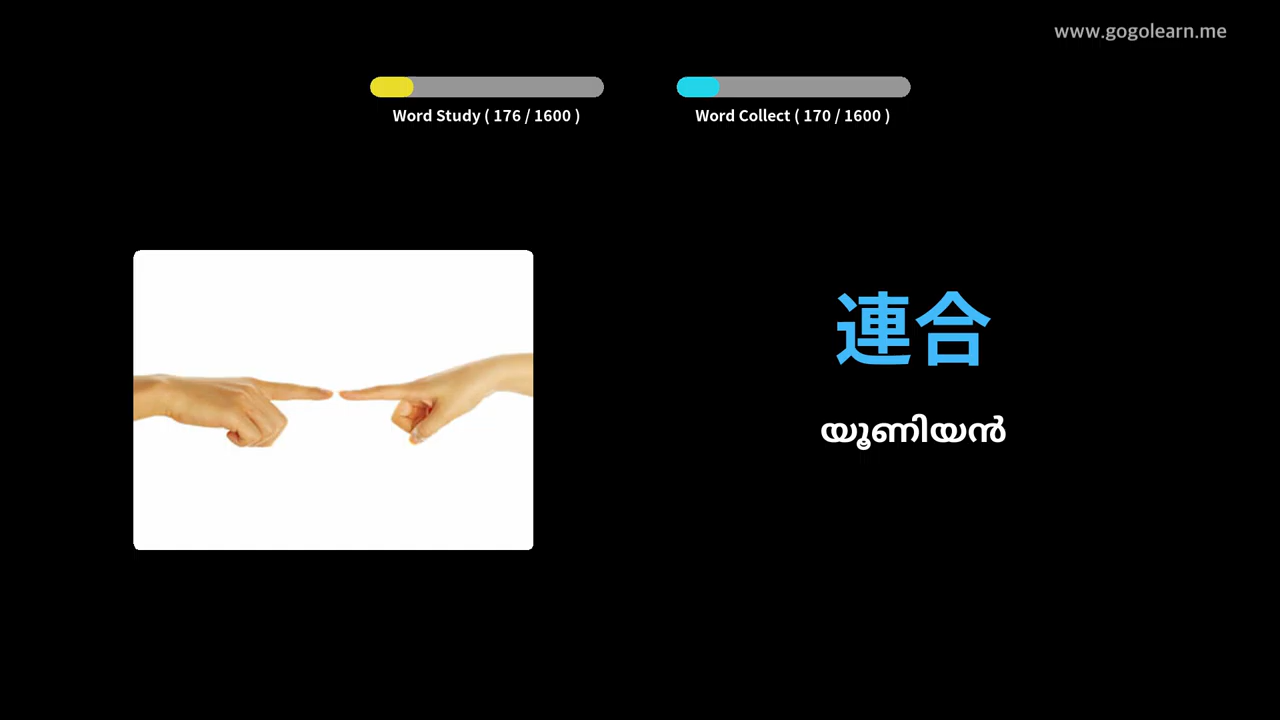 www.gogolearn.me
Word Study ( 176 / 1600 )
Word Collect ( 170 / 1600 )
連合
യൂണിയൻ